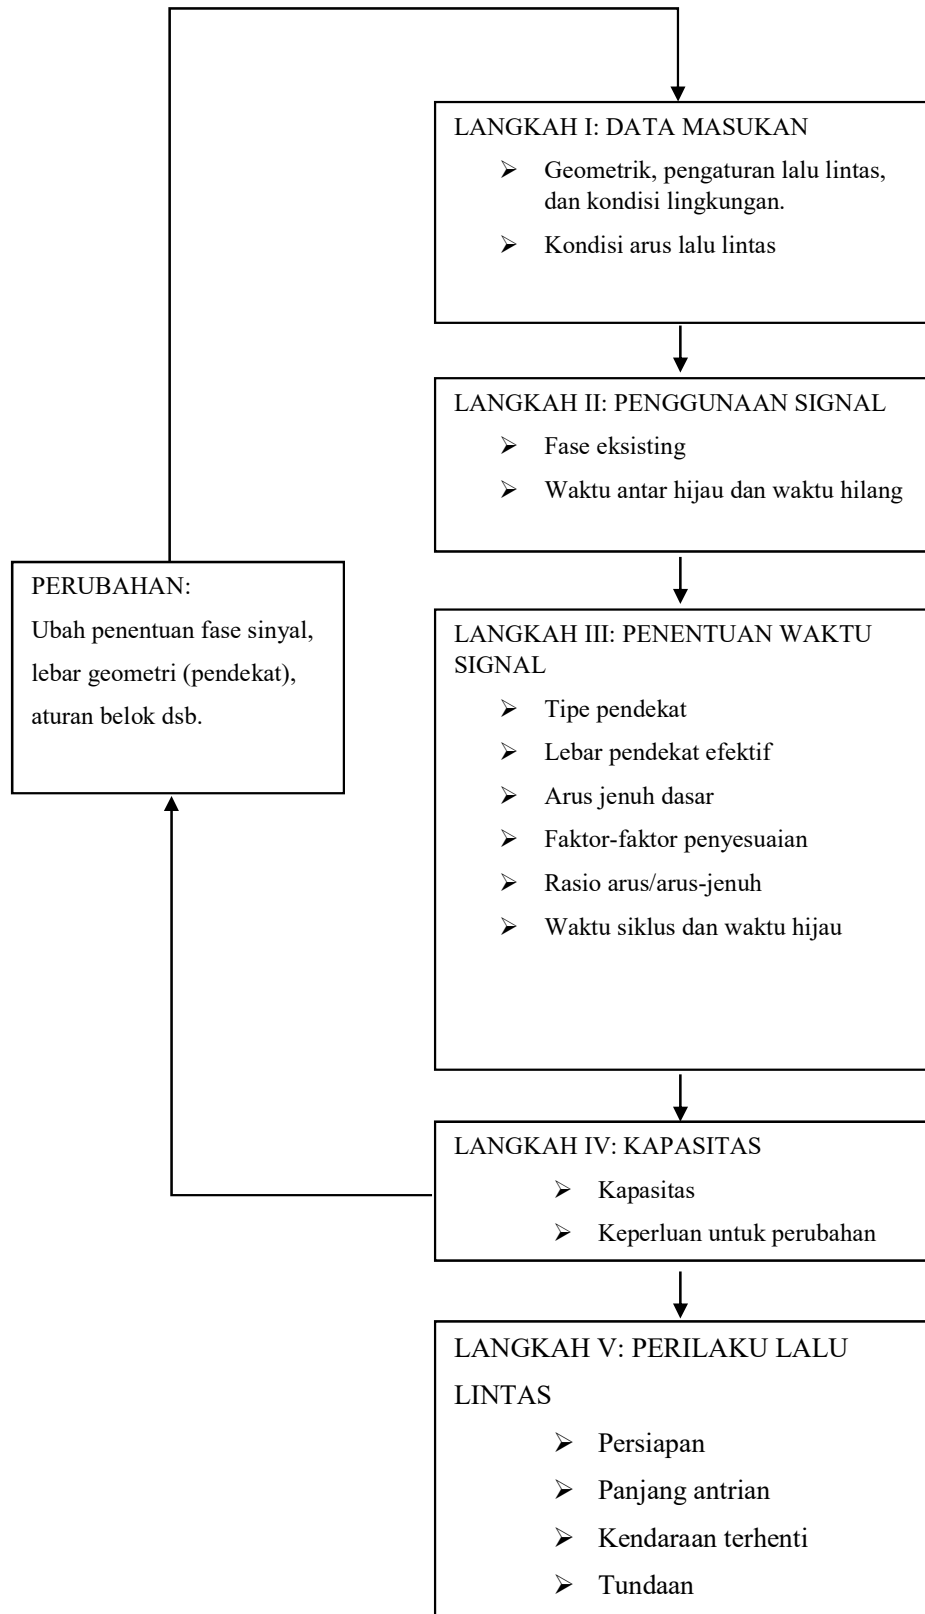 LANGKAH I: DATA MASUKAN
➢ Geometrik, pengaturan lalu lintas,
dan kondisi lingkungan.
➢ Kondisi arus lalu lintas
LANGKAH II: PENGGUNAAN SIGNAL
➢ Fase eksisting
➢ Waktu antar hijau dan waktu hilang
PERUBAHAN:
Ubah penentuan fase sinyal,
lebar geometri (pendekat),
aturan belok dsb.
LANGKAH III: PENENTUAN WAKTU
SIGNAL
➢ Tipe pendekat
➢ Lebar pendekat efektif
➢ Arus jenuh dasar
➢ Faktor-faktor penyesuaian
➢ Rasio arus/arus-jenuh
➢ Waktu siklus dan waktu hijau
LANGKAH IV: KAPASITAS
➢ Kapasitas
➢ Keperluan untuk perubahan
LANGKAH V: PERILAKU LALU
LINTAS
➢ Persiapan
➢ Panjang antrian
➢ Kendaraan terhenti
➢ Tundaan